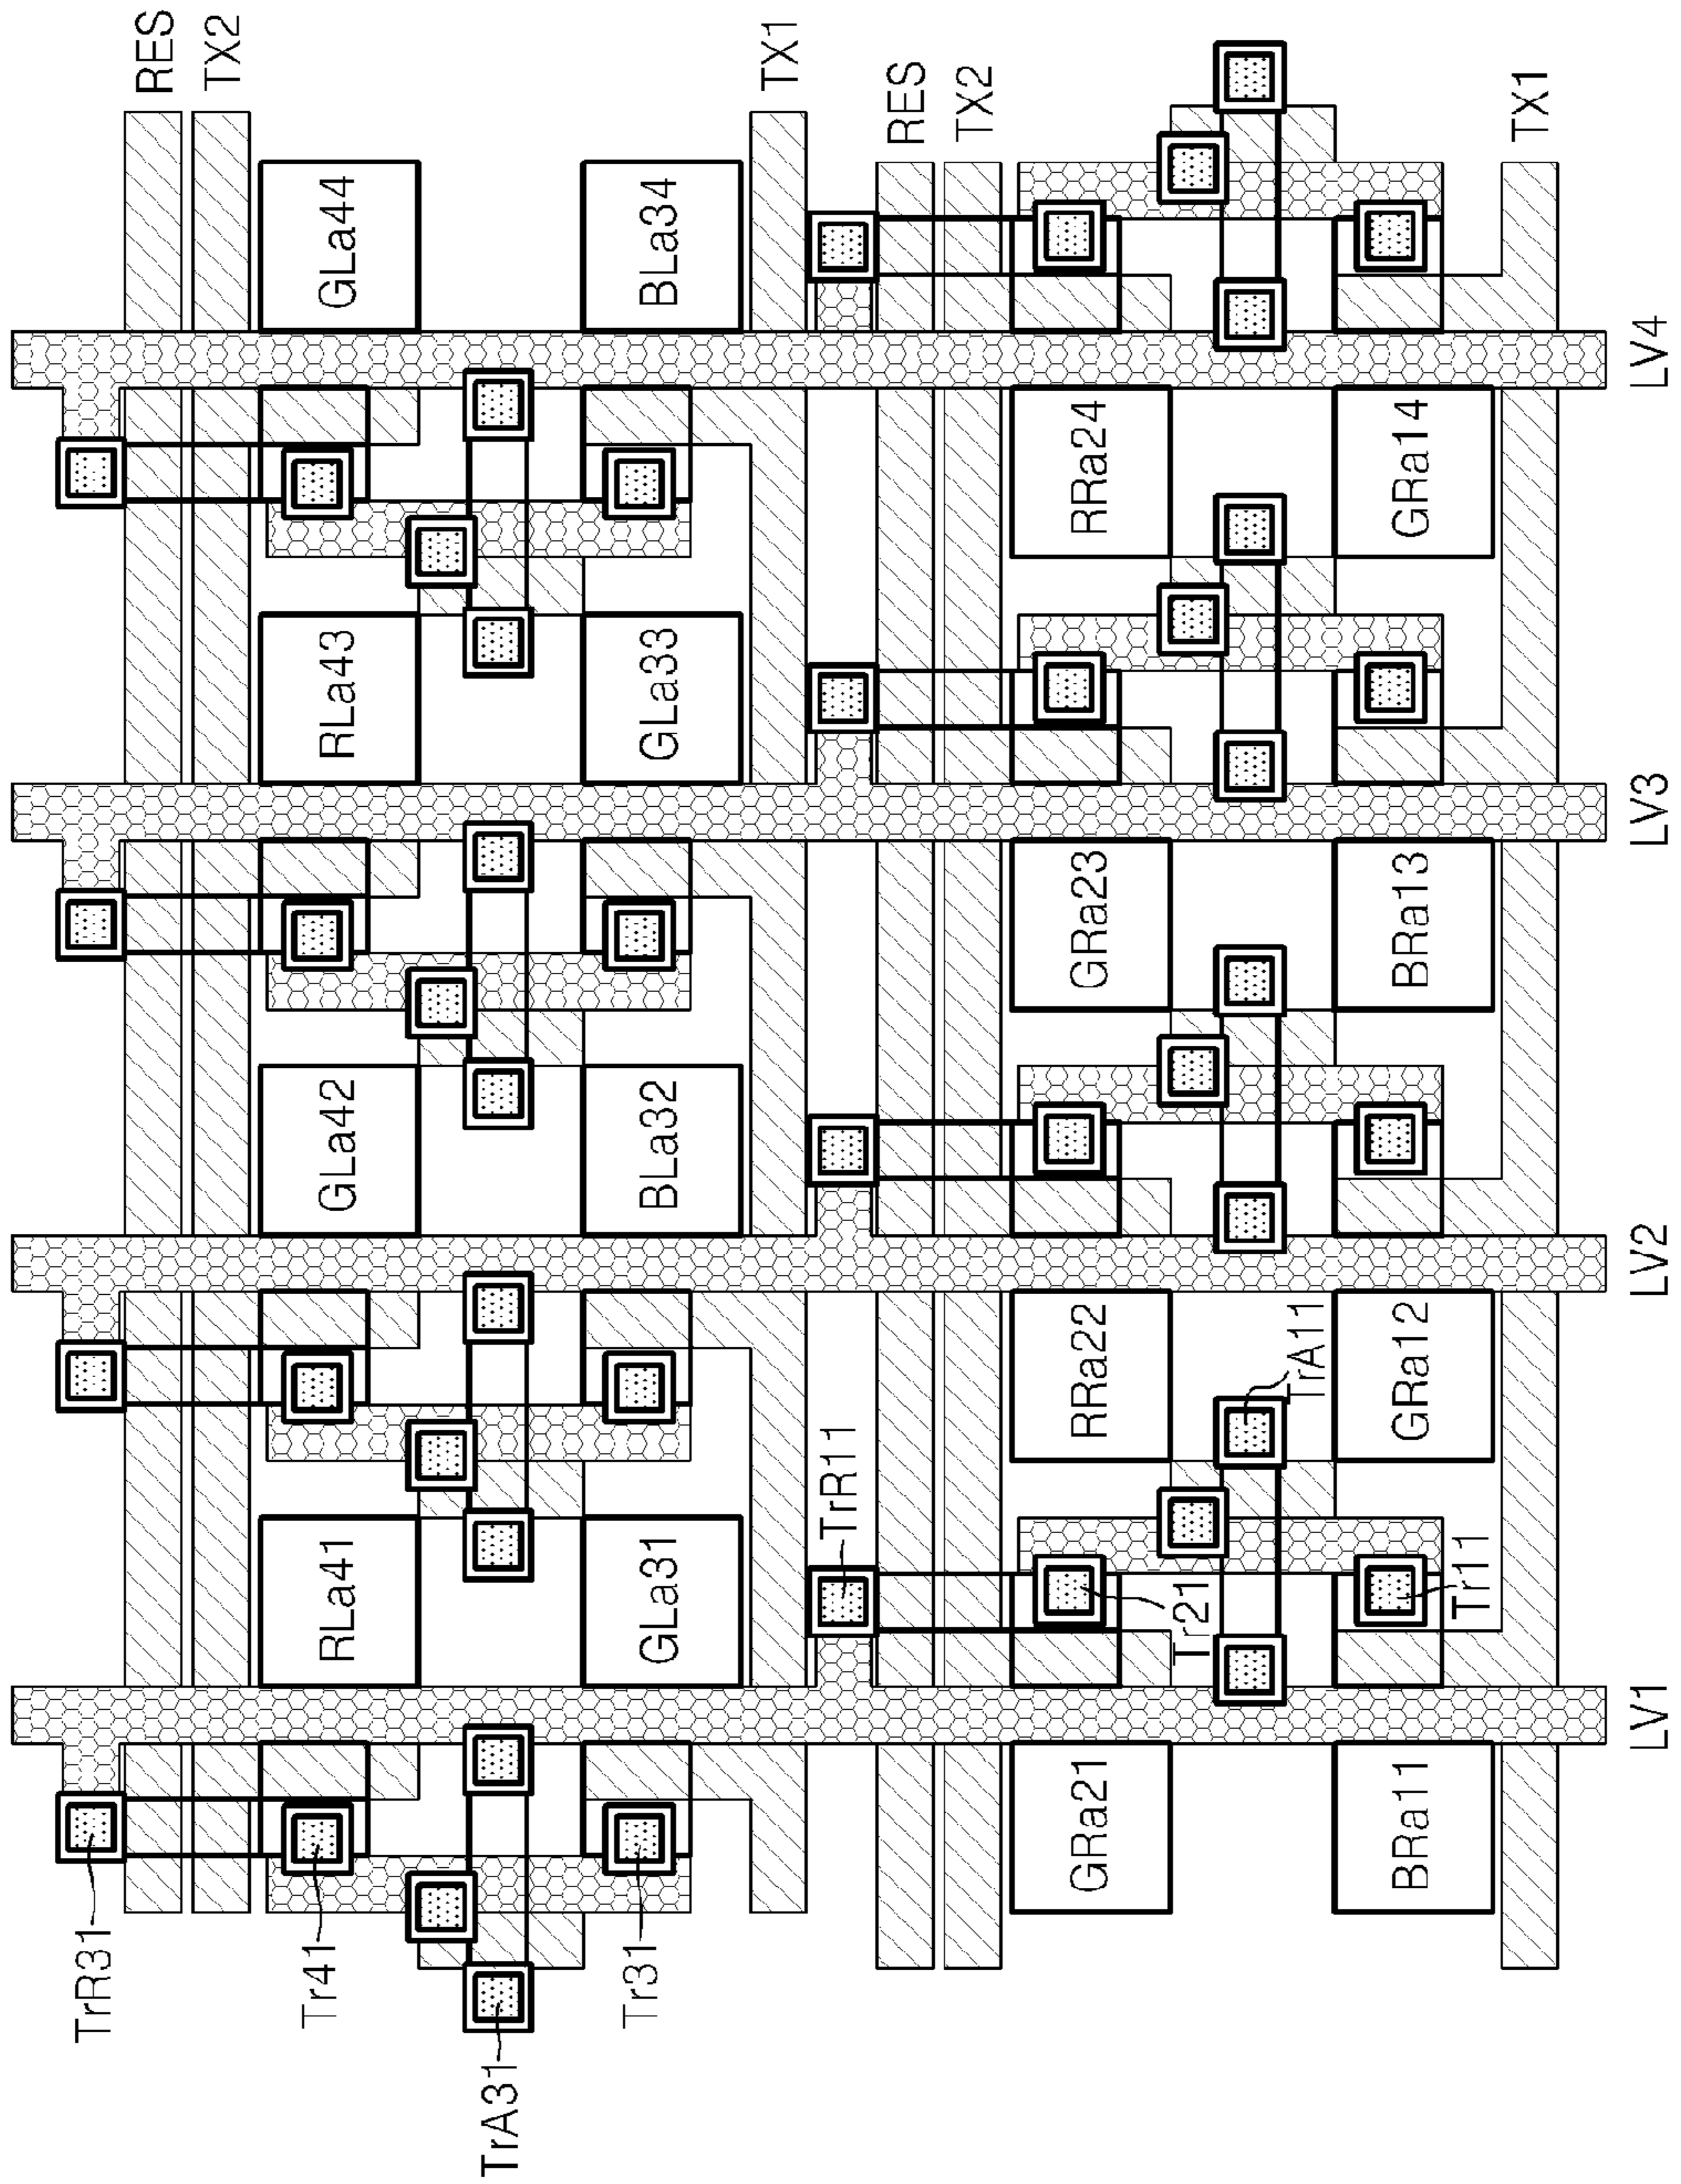 RES
TX2
TX1
RES
TX2
TX1
GLa44
BLa34
RRa24
GRa14
RLa43
GLa33
GRa23
BRa13
GLa42
BLa32
RRa22
GRa12
RLa41
GLa31
GRa21
BRa11
TrR11
TrA11
Tr21
Tr11
TrR31
Tr41
TrA31
Tr31
LV4
LV3
LV2
LV1